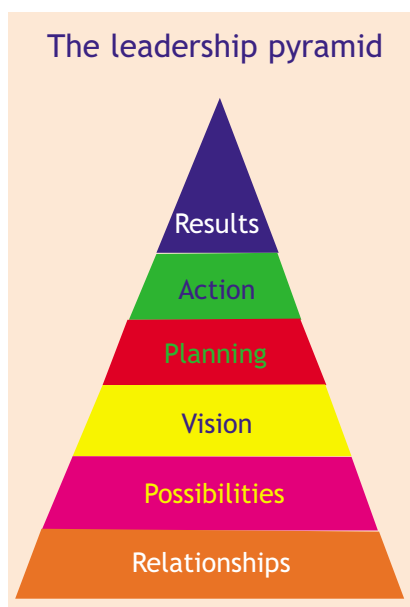 The leadership pyramid
Results
Action
Planning
Vision
Possibilities
Relationships